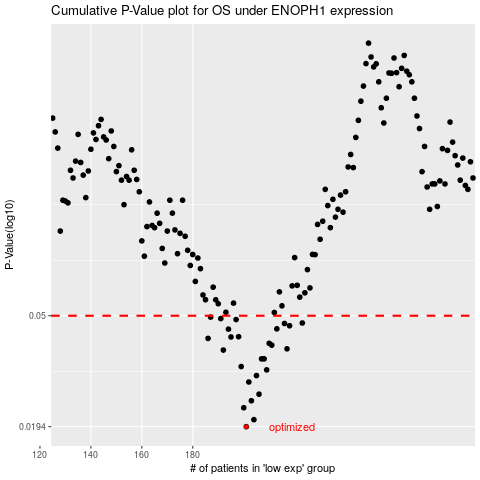 Cumulative P-Value plot for OS under ENOPH1 expression
P-Value(log10)
0.05
0.0194
optimized
120 140 160 180
# of patients in 'low exp' group